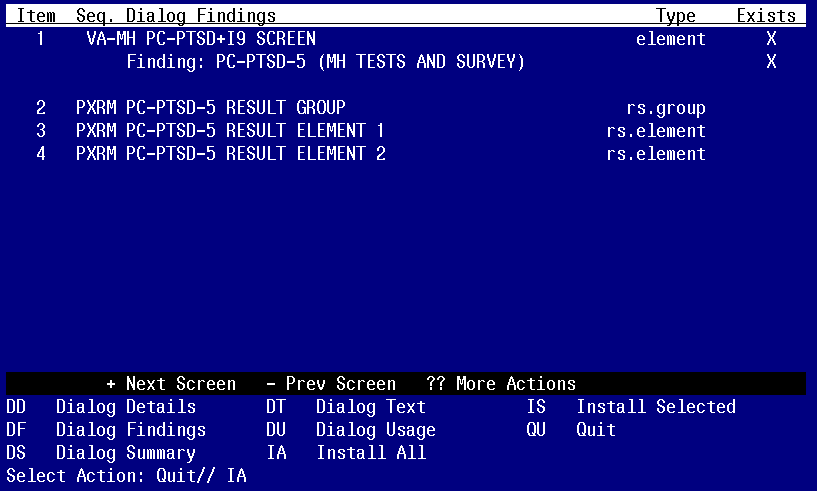 Item  Seq. Dialog Findings  Type  Exists
1  VA-MH PC-PTSD+I9 SCREEN  element  X
Finding: PC-PTSD-5 (MH TESTS AND SURVEY)  X
2  PXRM PC-PTSD-5 RESULT GROUP  rs.group
3  PXRM PC-PTSD-5 RESULT ELEMENT 1  rs.element
4  PXRM PC-PTSD-5 RESULT ELEMENT 2  rs.element
+ Next Screen  - Prev Screen  ?? More Actions
DD  Dialog Details  DT  Dialog Text  IS  Install Selected
DF  Dialog Findings  DU  Dialog Usage  QU  Quit
DS  Dialog Summary  IA  Install All
Select Action: Quit// IA